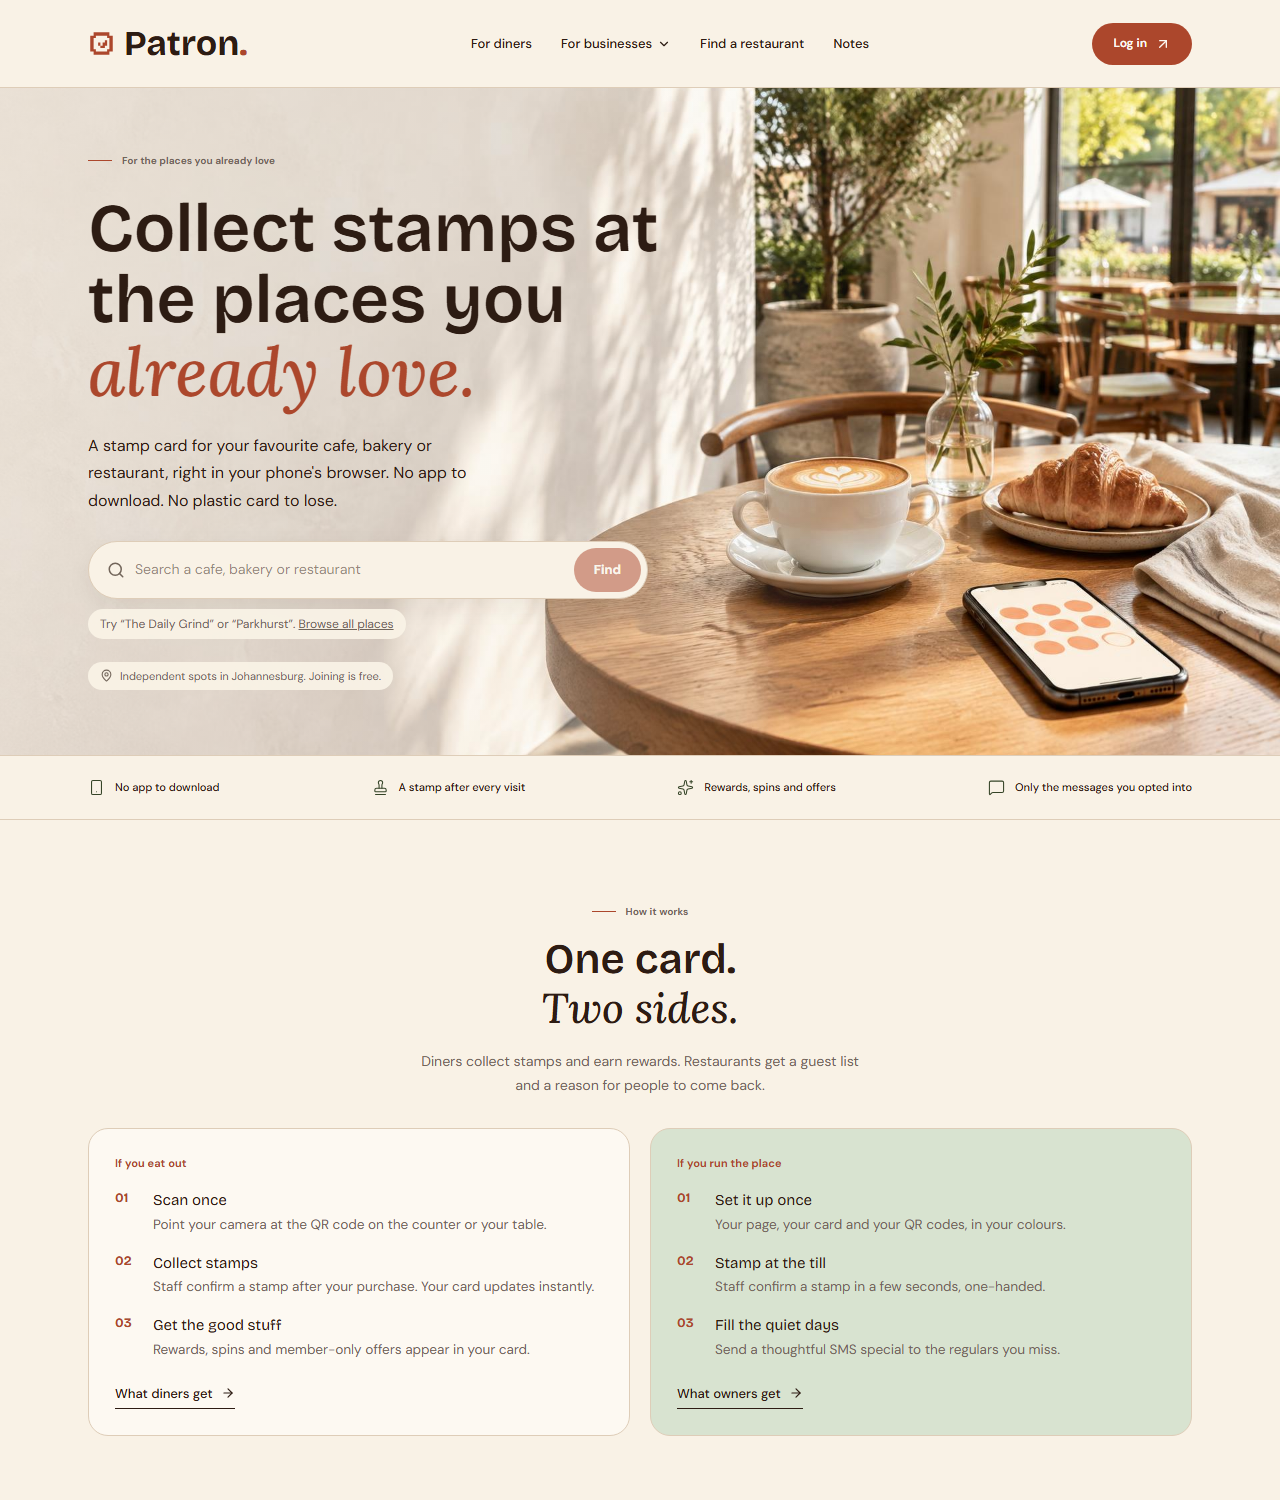 Patron.
For diners
For businesses
Find a restaurant
Notes
Log in
For the places you already love
Collect stamps at
the places you
already love.
A stamp card for your favourite cafe, bakery or
restaurant, right in your phone's browser. No app to
download. No plastic card to lose.
Search a cafe, bakery or restaurant
Find
Try “The Daily Grind” or “Parkhurst”. Browse all places
Independent spots in Johannesburg. Joining is free.
No app to download
A stamp after every visit
Rewards, spins and offers
Only the messages you opted into
How it works
One card.
Two sides.
Diners collect stamps and earn rewards. Restaurants get a guest list
and a reason for people to come back.
If you eat out
01 Scan once
Point your camera at the QR code on the counter or your table.
02 Collect stamps
Staff confirm a stamp after your purchase. Your card updates instantly.
03 Get the good stuff
Rewards, spins and member-only offers appear in your card.
What diners get
If you run the place
01 Set it up once
Your page, your card and your QR codes, in your colours.
02 Stamp at the till
Staff confirm a stamp in a few seconds, one-handed.
03 Fill the quiet days
Send a thoughtful SMS special to the regulars you miss.
What owners get